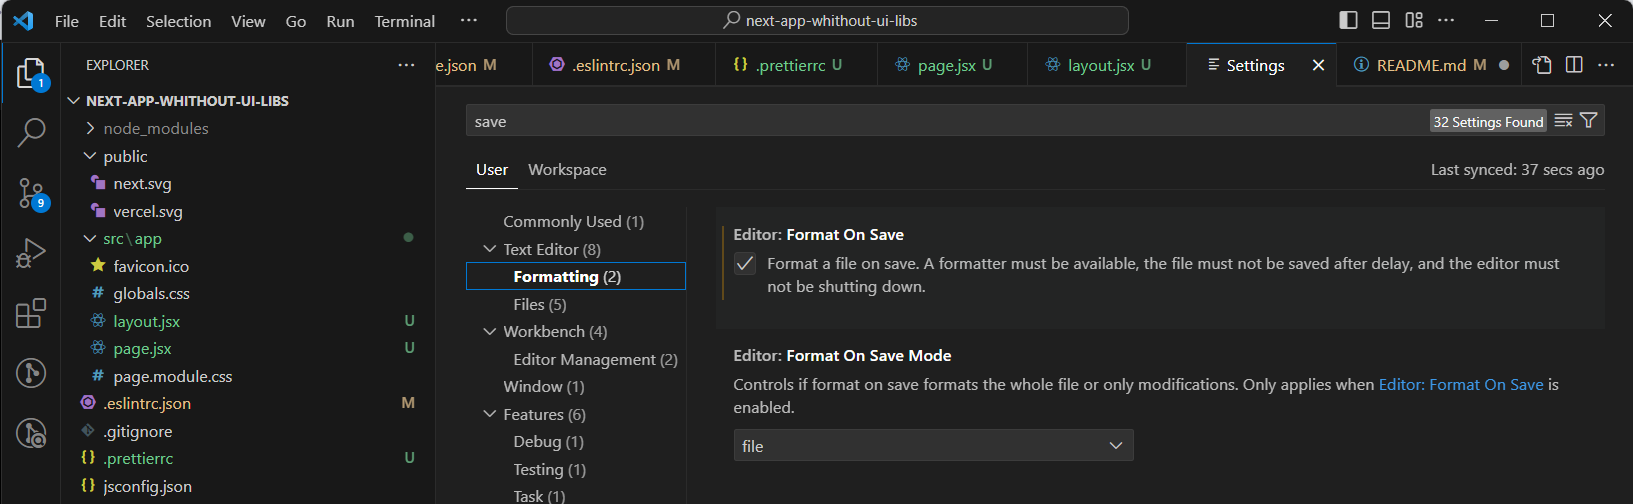 File Edit Selection View Go Run Terminal ··· next-app-whithout-ui-libs
EXPLORER ···
e.json M .eslintrc.json M {} .prettierrc U page.jsx U layout.jsx U Settings README.md M ···
1
9
NEXT-APP-WHITHOUT-UI-LIBS
node_modules
public
next.svg
vercel.svg
src\app
favicon.ico
# globals.css
layout.jsx U
page.jsx U
# page.module.css
.eslintrc.json M
.gitignore
{} .prettierrc U
{} jsconfig.json
save 32 Settings Found
User Workspace Last synced: 37 secs ago
Commonly Used (1)
Text Editor (8)
Formatting (2)
Files (5)
Workbench (4)
Editor Management (2)
Window (1)
Features (6)
Debug (1)
Testing (1)
Task (1)
Editor: Format On Save
Format a file on save. A formatter must be available, the file must not be saved after delay, and the editor must
not be shutting down.
Editor: Format On Save Mode
Controls if format on save formats the whole file or only modifications. Only applies when Editor: Format On Save is
enabled.
file